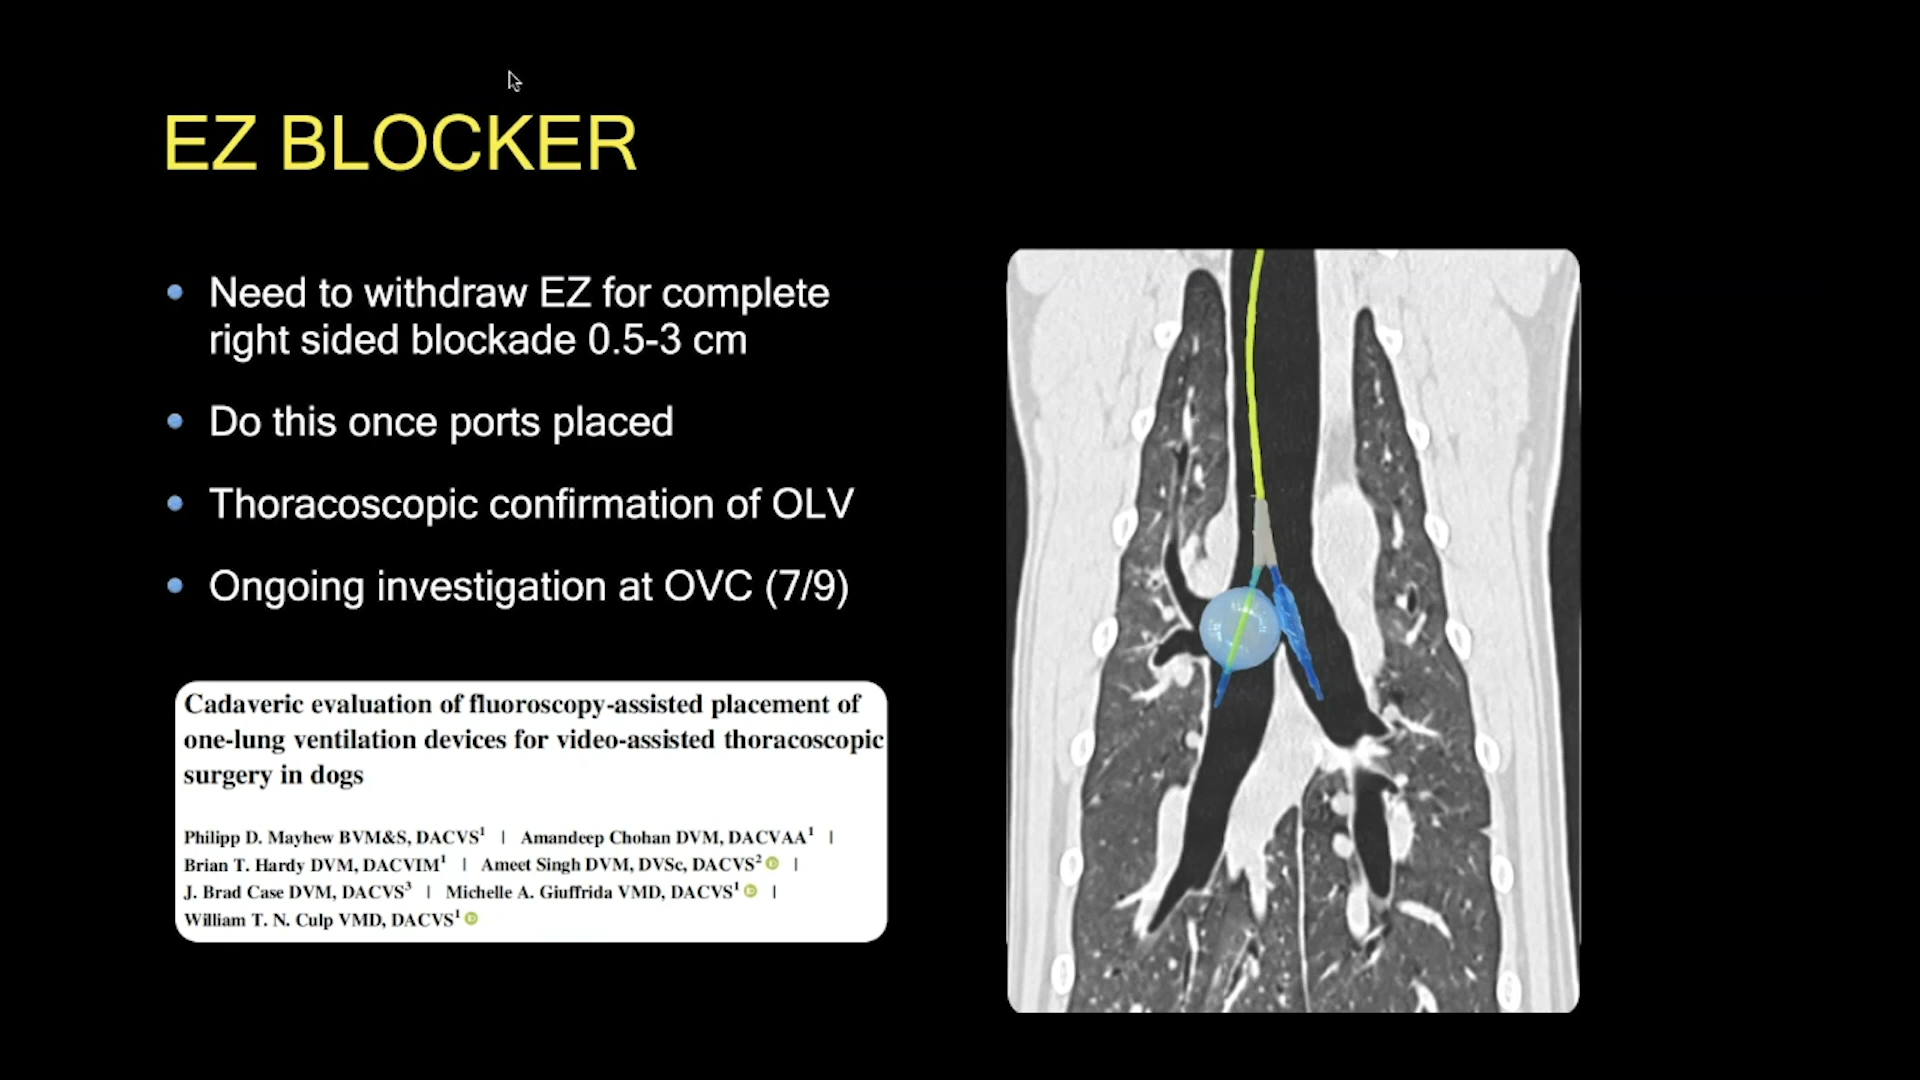 EZ BLOCKER
• Need to withdraw EZ for complete
right sided blockade 0.5-3 cm
• Do this once ports placed
• Thoracoscopic confirmation of OLV
• Ongoing investigation at OVC (7/9)
Cadaveric evaluation of fluoroscopy-assisted placement of
one-lung ventilation devices for video-assisted thoracoscopic
surgery in dogs
Philipp D. Mayhew BVM&S, DACVS¹ | Amandeep Chohan DVM, DACVAA¹ |
Brian T. Hardy DVM, DACVIM¹ | Ameet Singh DVM, DVSc, DACVS² iD |
J. Brad Case DVM, DACVS³ | Michelle A. Giuffrida VMD, DACVS¹ iD |
William T. N. Culp VMD, DACVS¹ iD